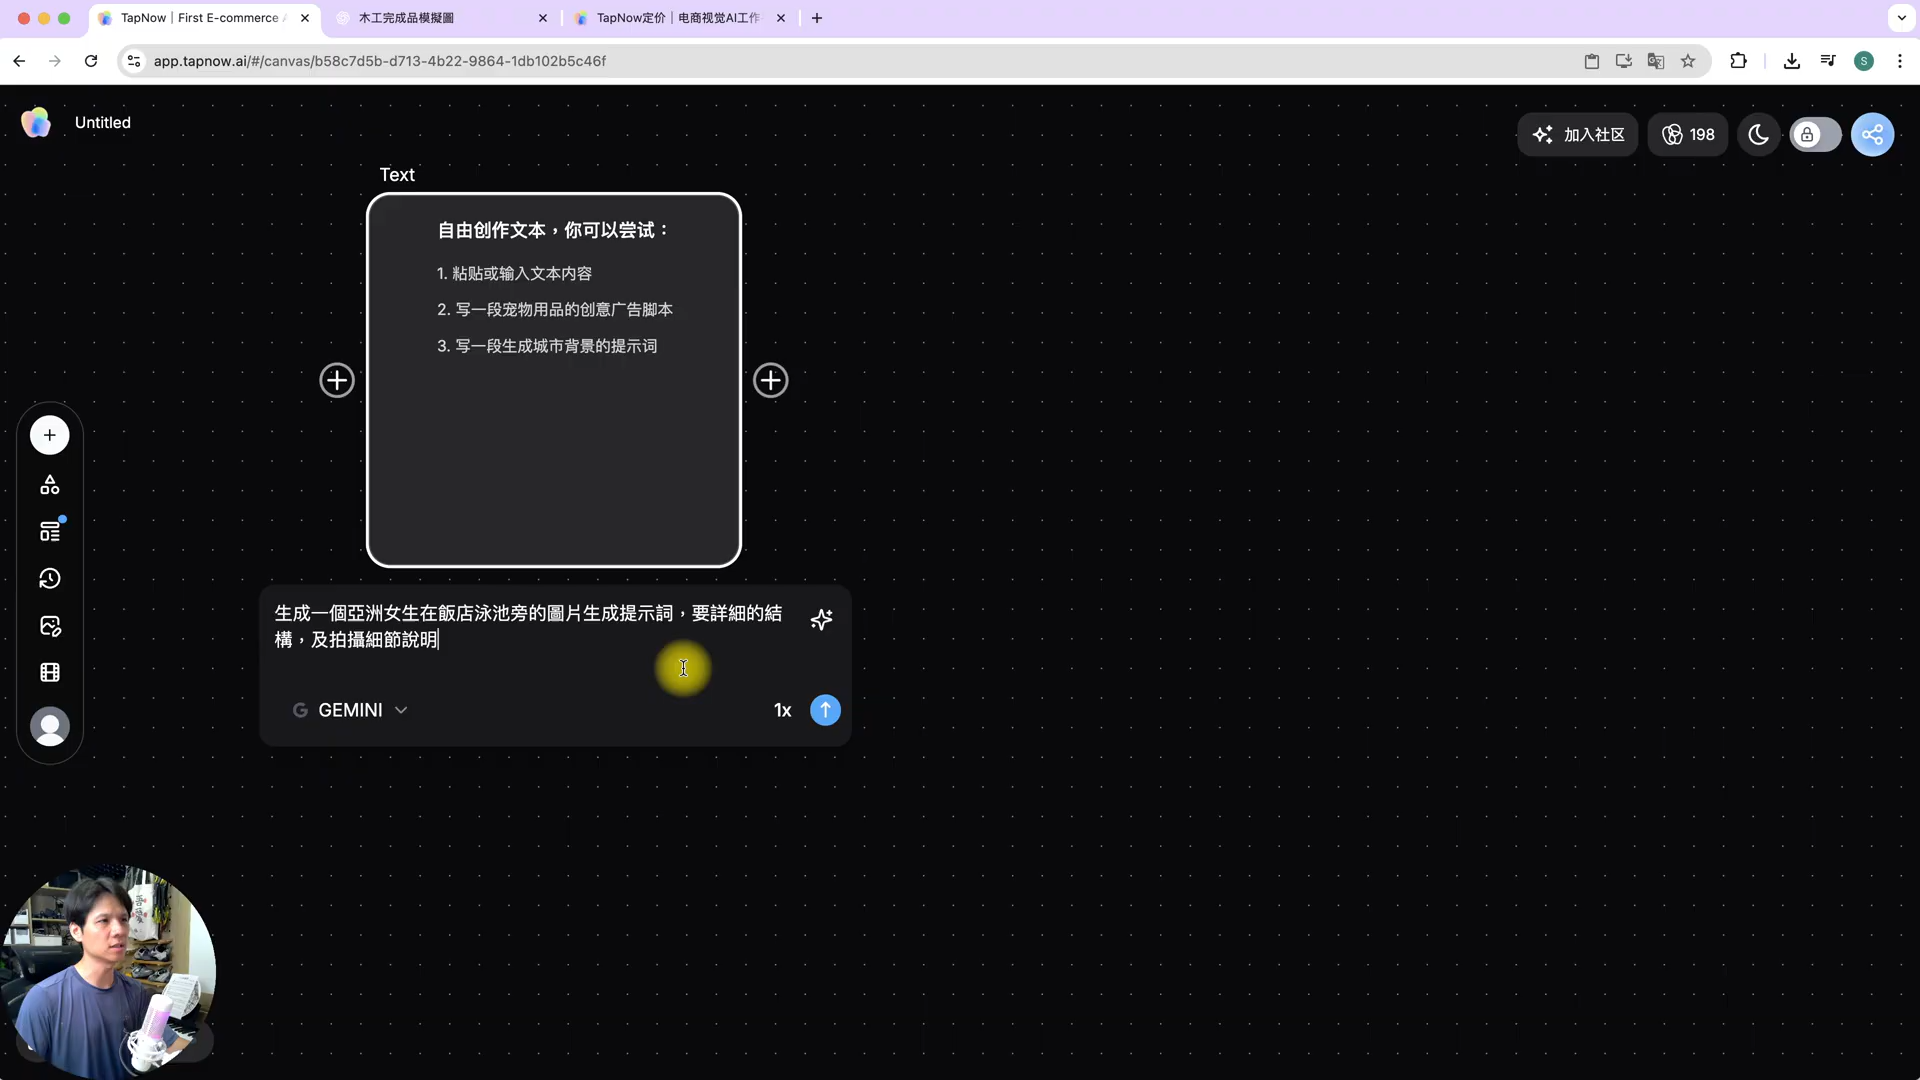 TapNow | First E-commerce A
木工完成品模擬圖
TapNow定价 | 电商视觉AI工作
app.tapnow.ai/#/canvas/b58c7d5b-d713-4b22-9864-1db102b5c46f
S
Untitled
加入社区
198
Text
自由创作文本，你可以尝试：
1. 粘贴或输入文本内容
2. 写一段宠物用品的创意广告脚本
3. 写一段生成城市背景的提示词
生成一個亞洲女生在飯店泳池旁的圖片生成提示詞，要詳細的結
構，及拍攝細節說明
G GEMINI
1x